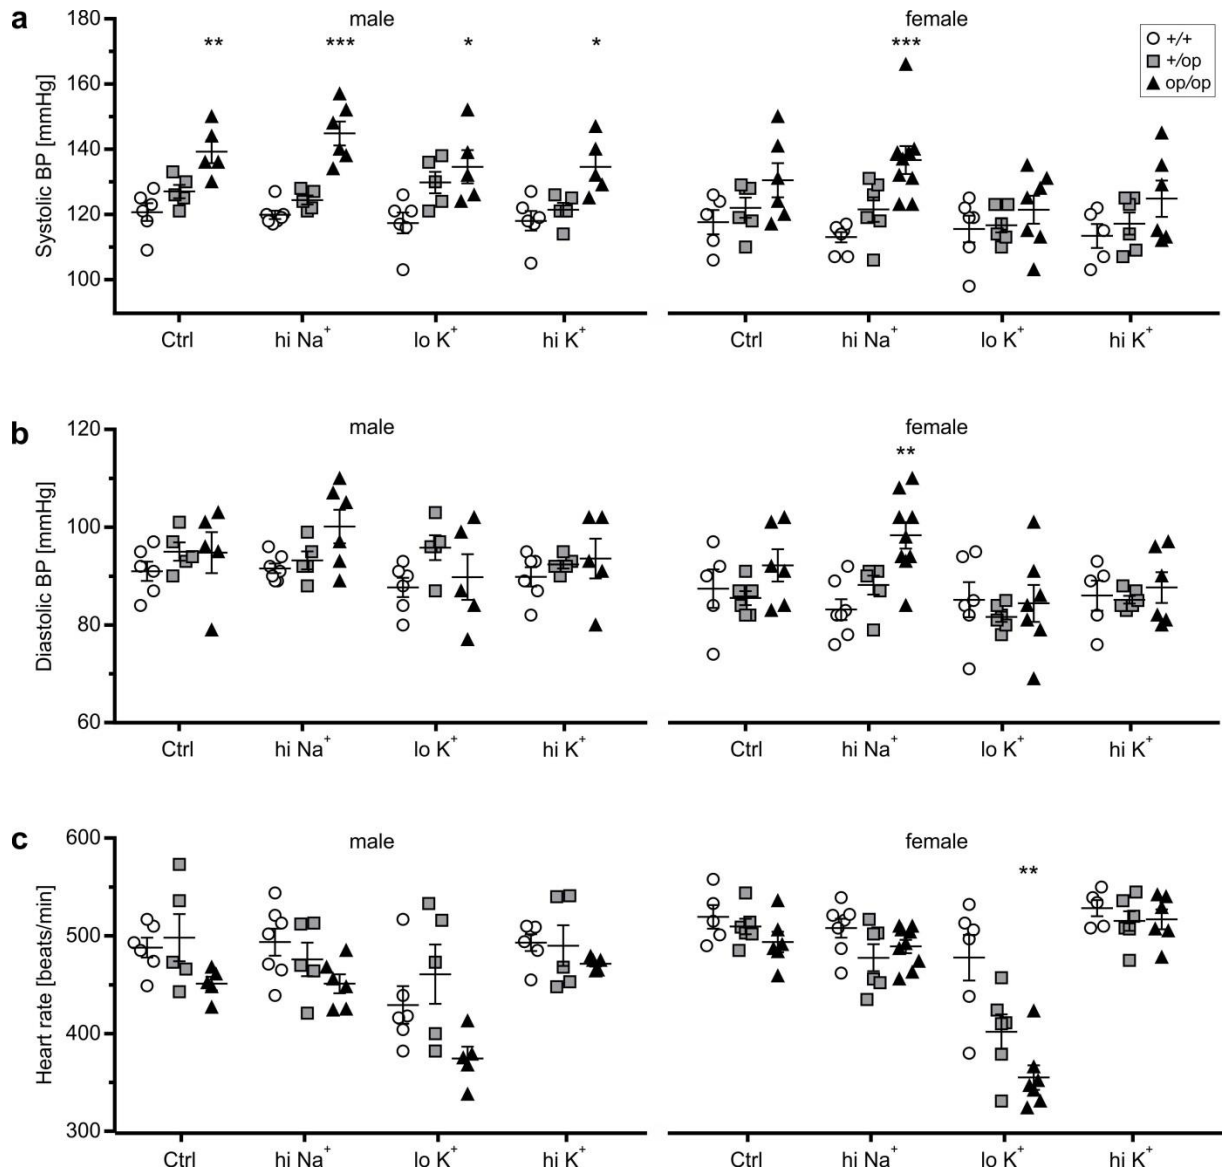 a
male
female
** *** * * ***
+/+
+/op
op/op
Systolic BP [mmHg]
180
160
140
120
100
Ctrl hi Na⁺ lo K⁺ hi K⁺ Ctrl hi Na⁺ lo K⁺ hi K⁺
b
male
female
**
Diastolic BP [mmHg]
120
100
80
60
Ctrl hi Na⁺ lo K⁺ hi K⁺ Ctrl hi Na⁺ lo K⁺ hi K⁺
c
male
female
**
Heart rate [beats/min]
600
500
400
300
Ctrl hi Na⁺ lo K⁺ hi K⁺ Ctrl hi Na⁺ lo K⁺ hi K⁺